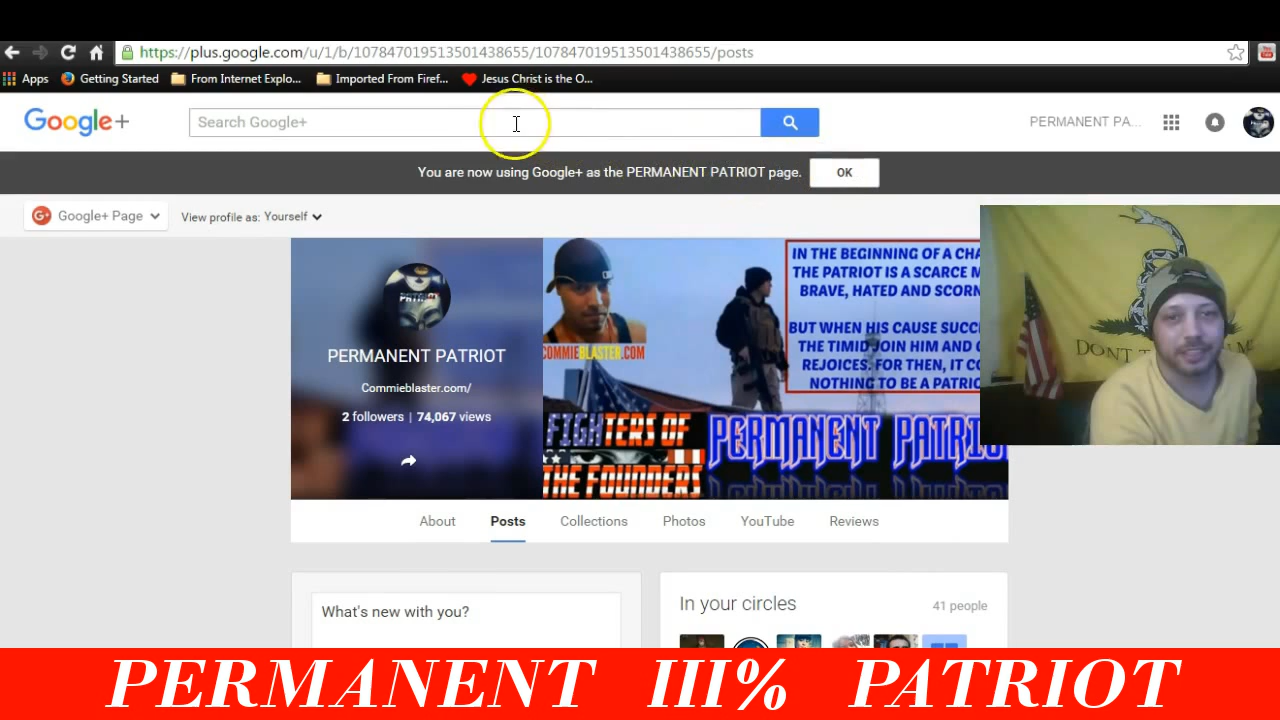 https://plus.google.com/u/1/b/107847019513501438655/107847019513501438655/posts
Apps Getting Started From Internet Explo... Imported From Firef... Jesus Christ is the O...
Google+ Search Google+ PERMANENT PA...
You are now using Google+ as the PERMANENT PATRIOT page. OK
Google+ Page View profile as: Yourself
IN THE BEGINNING OF A CHA
THE PATRIOT IS A SCARCE M
BRAVE, HATED AND SCORN
BUT WHEN HIS CAUSE SUCC
THE TIMID JOIN HIM AND
REJOICES. FOR THEN, IT CO
NOTHING TO BE A PATRIO
COMMIEBLASTER.COM
PATRIOT
PERMANENT PATRIOT
Commieblaster.com/
2 followers | 74,067 views
FIGHTERS OF
THE FOUNDERS
PERMANENT PATRIO
DONT
About Posts Collections Photos YouTube Reviews
What's new with you?
In your circles 41 people
PERMANENT III% PATRIOT